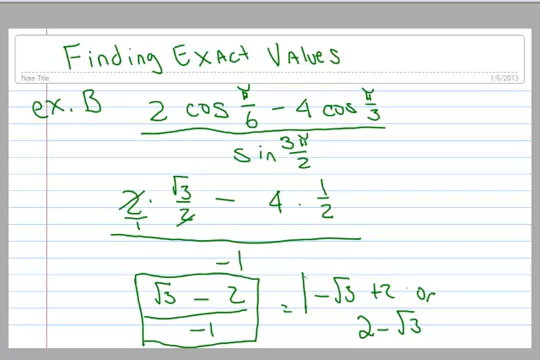 Finding Exact Values
Note Title
1/6/2013
ex. B
2 cos π/6 - 4 cos π/3
sin 3π/2
2/1 · √3/2 - 4 · 1/2
-1
√3 - 2
-1
= -√3 + 2 or
2 - √3